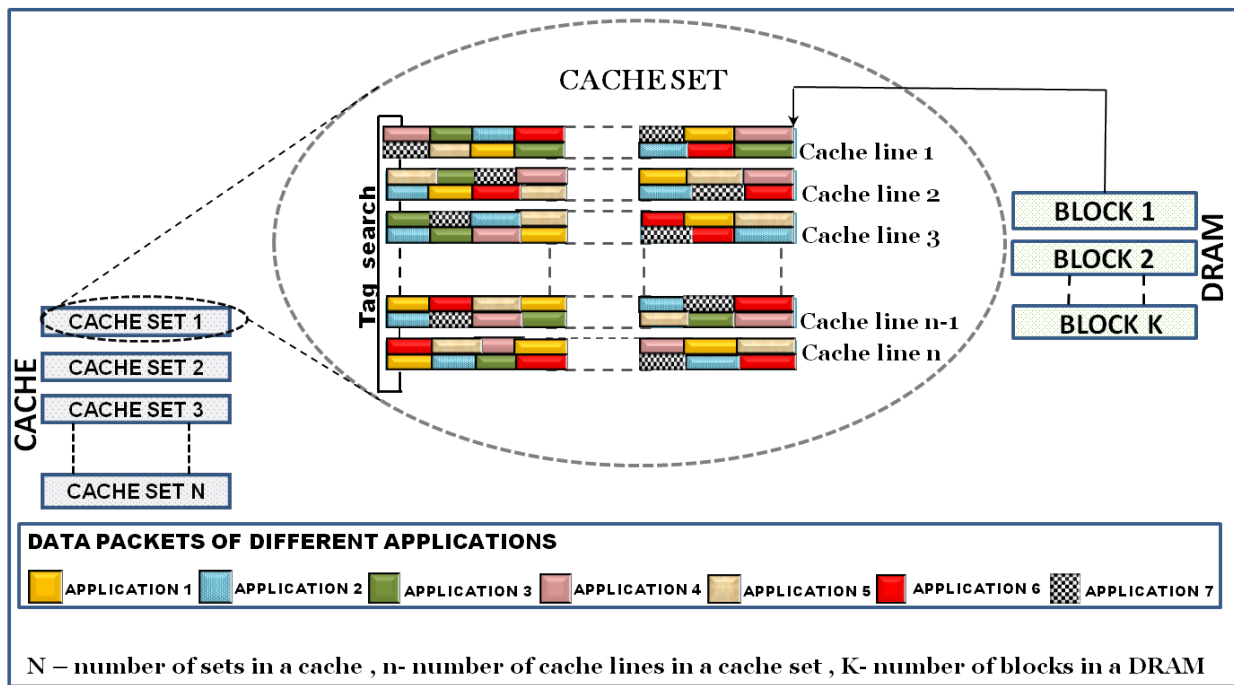 CACHE SET
Tag search
Cache line 1
Cache line 2
Cache line 3
Cache line n-1
Cache line n
BLOCK 1
BLOCK 2
BLOCK K
DRAM
CACHE
CACHE SET 1
CACHE SET 2
CACHE SET 3
CACHE SET N
DATA PACKETS OF DIFFERENT APPLICATIONS
APPLICATION 1
APPLICATION 2
APPLICATION 3
APPLICATION 4
APPLICATION 5
APPLICATION 6
APPLICATION 7
N – number of sets in a cache , n- number of cache lines in a cache set , K- number of blocks in a DRAM